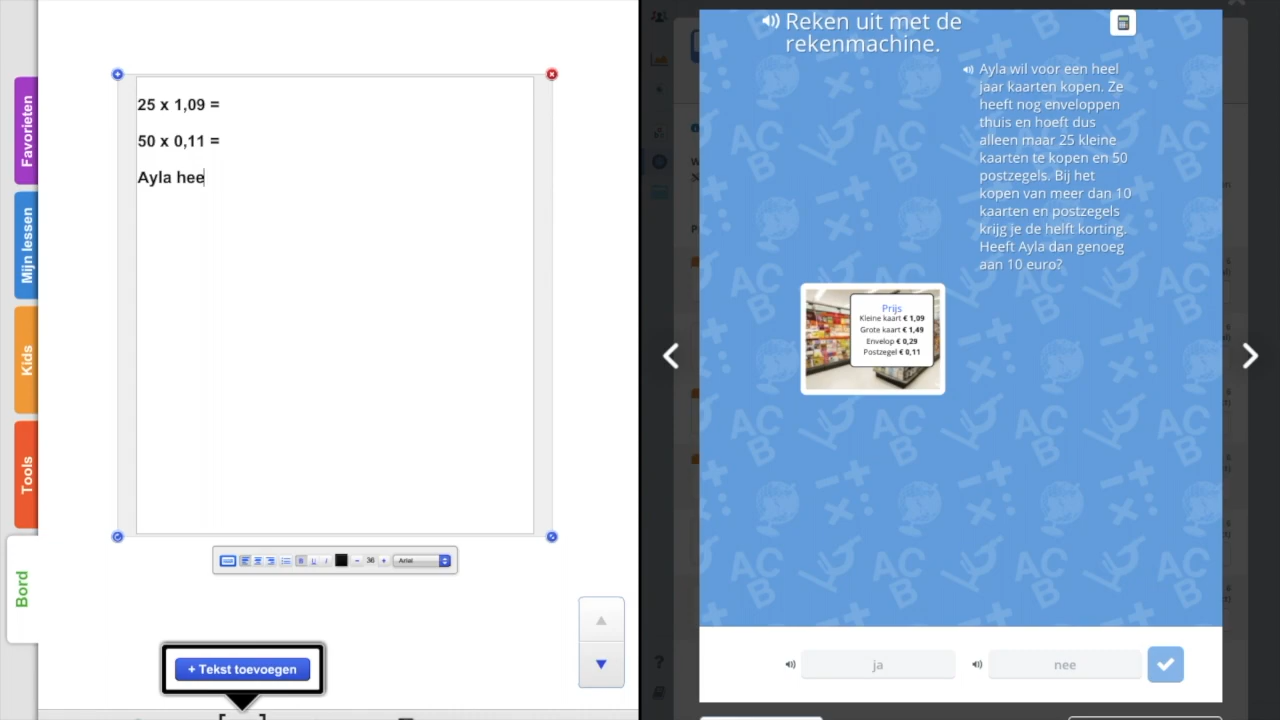 Favorieten
Mijn lessen
Kids
Tools
Bord
25 x 1,09 =
50 x 0,11 =
Ayla hee
36
Arial
+ Tekst toevoegen
Reken uit met de
rekenmachine.
Ayla wil voor een heel
jaar kaarten kopen. Ze
heeft nog enveloppen
thuis en hoeft dus
alleen maar 25 kleine
kaarten te kopen en 50
postzegels. Bij het
kopen van meer dan 10
kaarten en postzegels
krijg je de helft korting.
Heeft Ayla dan genoeg
aan 10 euro?
Prijs
Kleine kaart € 1,09
Grote kaart € 1,49
Envelop € 0,29
Postzegel € 0,11
ja
nee